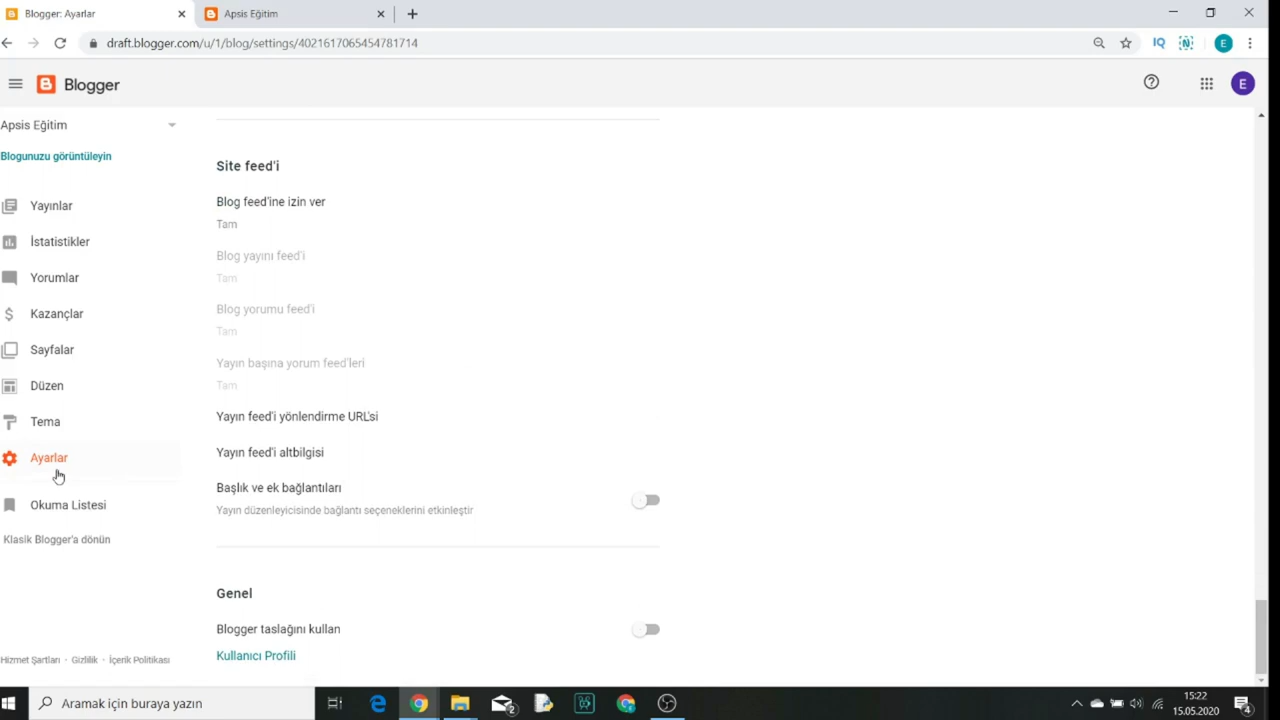 Blogger: Ayarlar
Apsis Eğitim
draft.blogger.com/u/1/blog/settings/4021617065454781714
IQ
N
E
Blogger
E
Apsis Eğitim
Blogunuzu görüntüleyin
Yayınlar
İstatistikler
Yorumlar
Kazançlar
Sayfalar
Düzen
Tema
Ayarlar
Okuma Listesi
Klasik Blogger'a dönün
Hizmet Şartları · Gizlilik · İçerik Politikası
Site feed'i
Blog feed'ine izin ver
Tam
Blog yayını feed'i
Tam
Blog yorumu feed'i
Tam
Yayın başına yorum feed'leri
Tam
Yayın feed'i yönlendirme URL'si
Yayın feed'i altbilgisi
Başlık ve ek bağlantıları
Yayın düzenleyicisinde bağlantı seçeneklerini etkinleştir
Genel
Blogger taslağını kullan
Kullanıcı Profili
Aramak için buraya yazın
2
15:22
15.05.2020
4